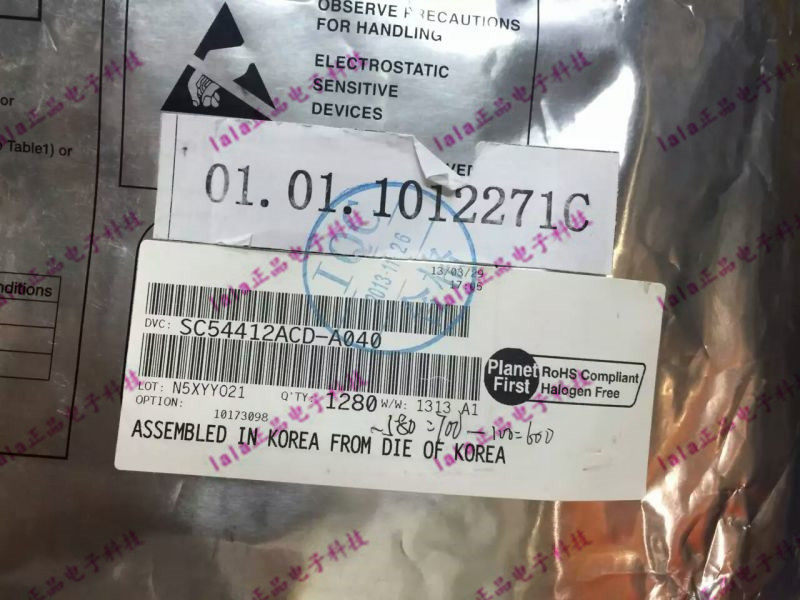 OBSERVE PRECAUTIONS
FOR HANDLING
ELECTROSTATIC
SENSITIVE
DEVICES
or
Table1) or
nditions
01.01.1012271C
IQC
13/03/29
17:05
DVC: SC54412ACD-A040
LOT: N5XYY021
Q'TY: 1280 W/W: 1313 A1
OPTION:
10173098
ASSEMBLED IN KOREA FROM DIE OF KOREA
Planet First
RoHS Compliant
Halogen Free
lala正品电子科技